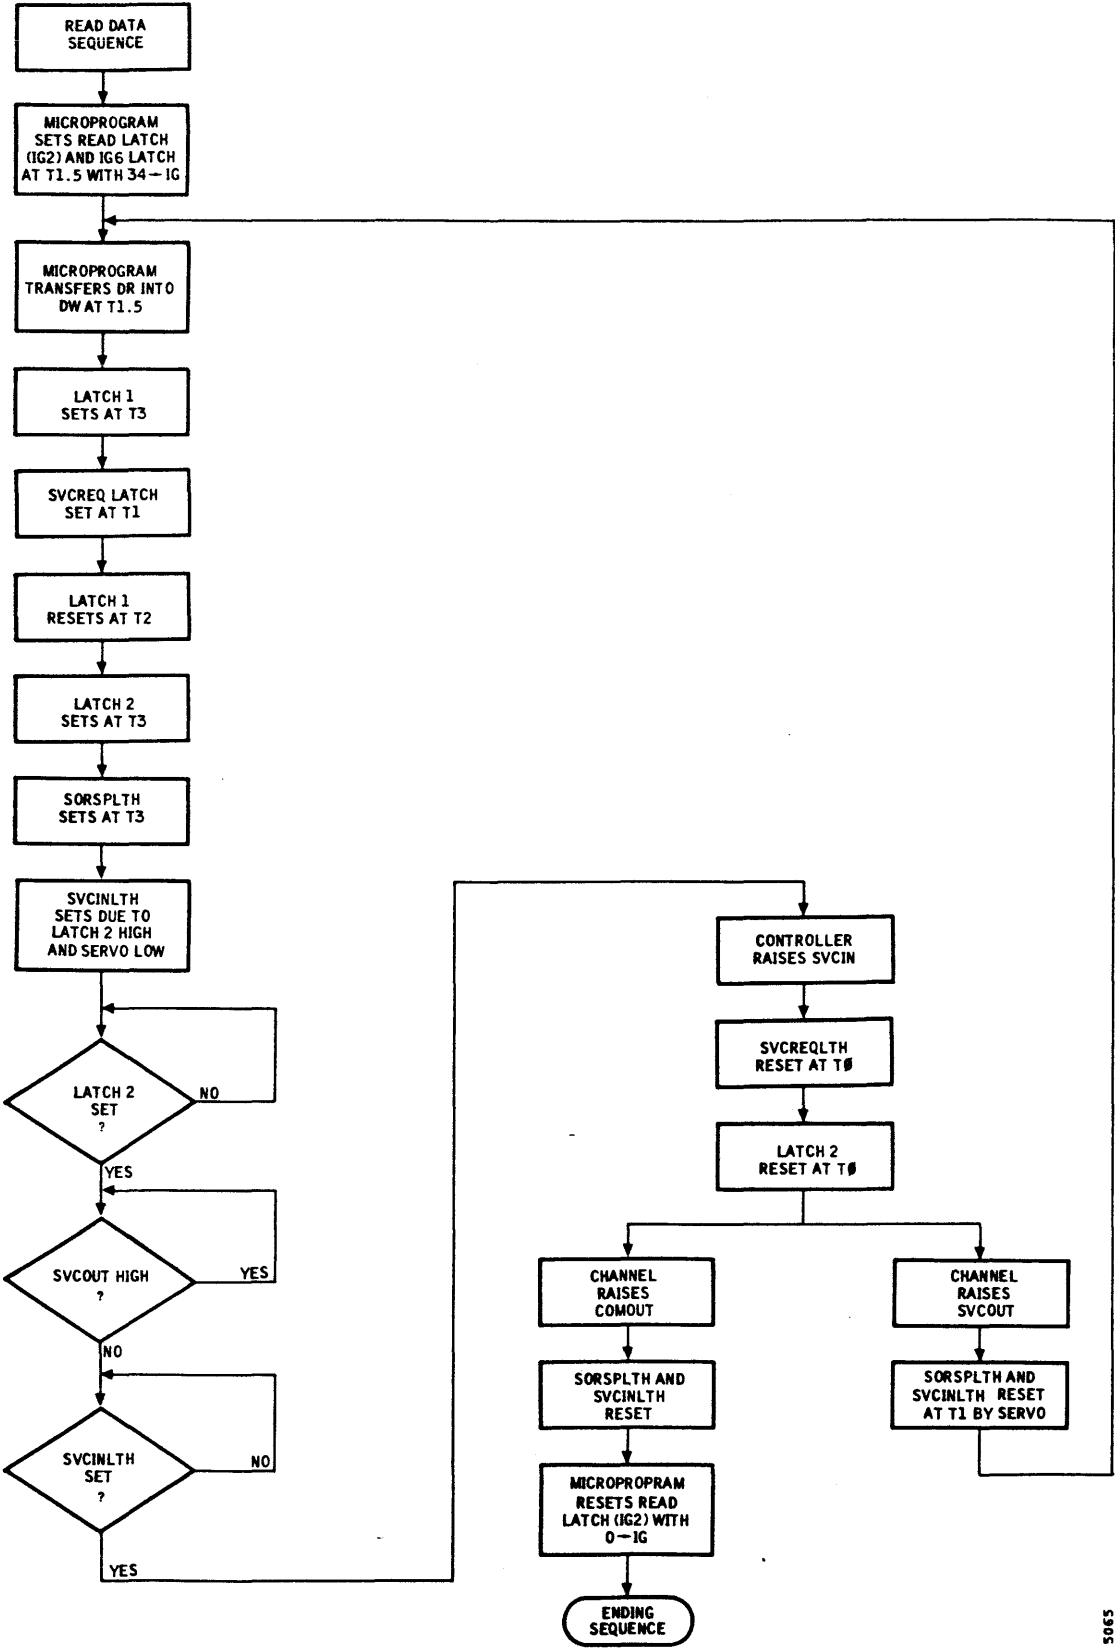 READ DATA
SEQUENCE
MICROPROGRAM
SETS READ LATCH
(IG2) AND IG6 LATCH
AT T1.5 WITH 34—IG
MICROPROGRAM
TRANSFERS DR INTO
DW AT T1.5
LATCH 1
SETS AT T3
SVCREQ LATCH
SET AT T1
LATCH 1
RESETS AT T2
LATCH 2
SETS AT T3
SORSPLTH
SETS AT T3
SVCINLTH
SETS DUE TO
LATCH 2 HIGH
AND SERVO LOW
LATCH 2
SET
?
NO
YES
SVCOUT HIGH
?
YES
NO
SVCINLTH
SET
?
NO
YES
CONTROLLER
RAISES SVCIN
SVCREQLTH
RESET AT TØ
LATCH 2
RESET AT TØ
CHANNEL
RAISES
COMOUT
SORSPLTH AND
SVCINLTH
RESET
MICROPROPRAM
RESETS READ
LATCH (IG2) WITH
0—IG
ENDING
SEQUENCE
CHANNEL
RAISES
SVCOUT
SORSPLTH AND
SVCINLTH RESET
AT T1 BY SERVO
5065